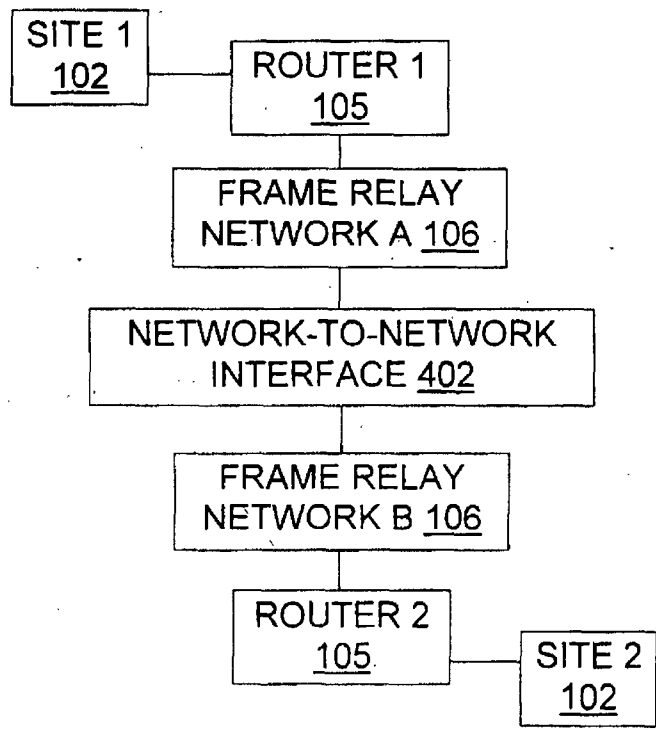 SITE 1
102
ROUTER 1
105
FRAME RELAY
NETWORK A 106
NETWORK-TO-NETWORK
INTERFACE 402
FRAME RELAY
NETWORK B 106
ROUTER 2
105
SITE 2
102